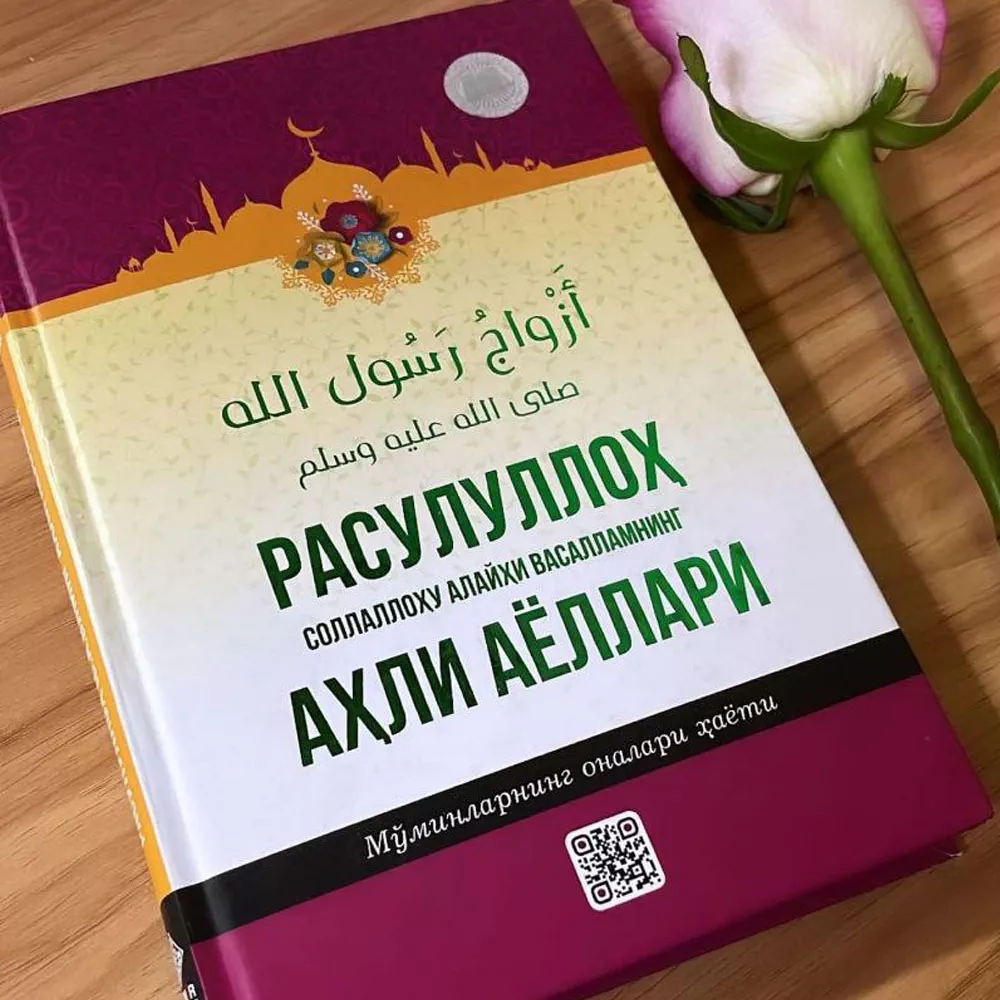 أَزْوَاجُ رَسُول الله
صلى الله عليه وسلم
РАСУЛУЛЛОҲ
СОЛЛАЛЛОҲУ АЛАЙҲИ ВАСАЛЛАМНИНГ
АҲЛИ АЁЛЛАРИ
Мўминларнинг оналари ҳаёти